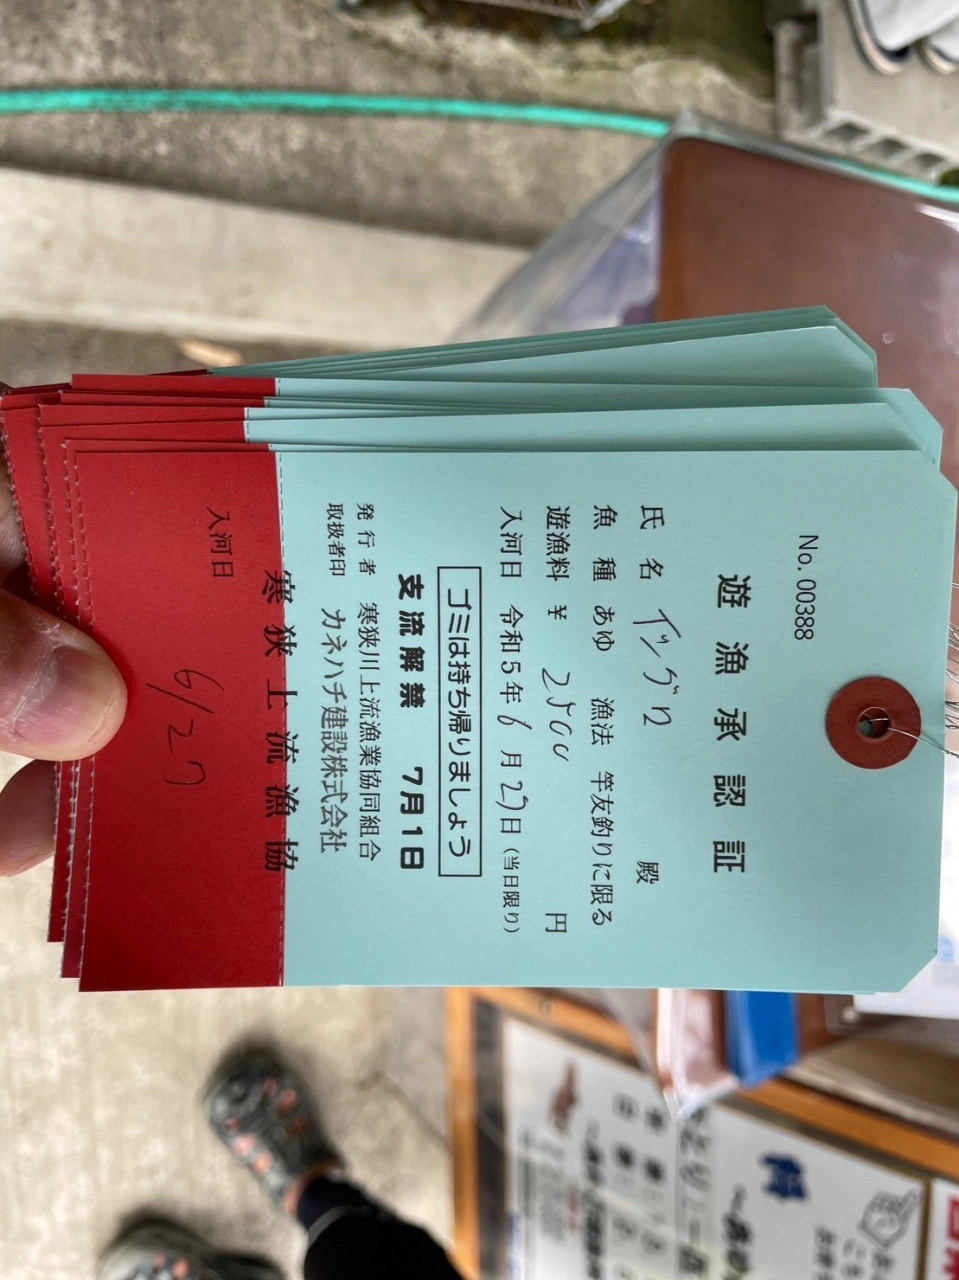 No. 00388
遊漁承認証
氏名 イングロ 殿
魚種 あゆ 漁法 竿友釣りに限る
遊漁料 ¥ 2500 円
入河日 令和5年6月27日(当日限り)
ゴミは持ち帰りましょう
支流解禁 7月1日
発行者 寒狭川上流漁業協同組合
取扱者印 カネハチ建設株式会社
寒狭上流漁協
入河日
6/27